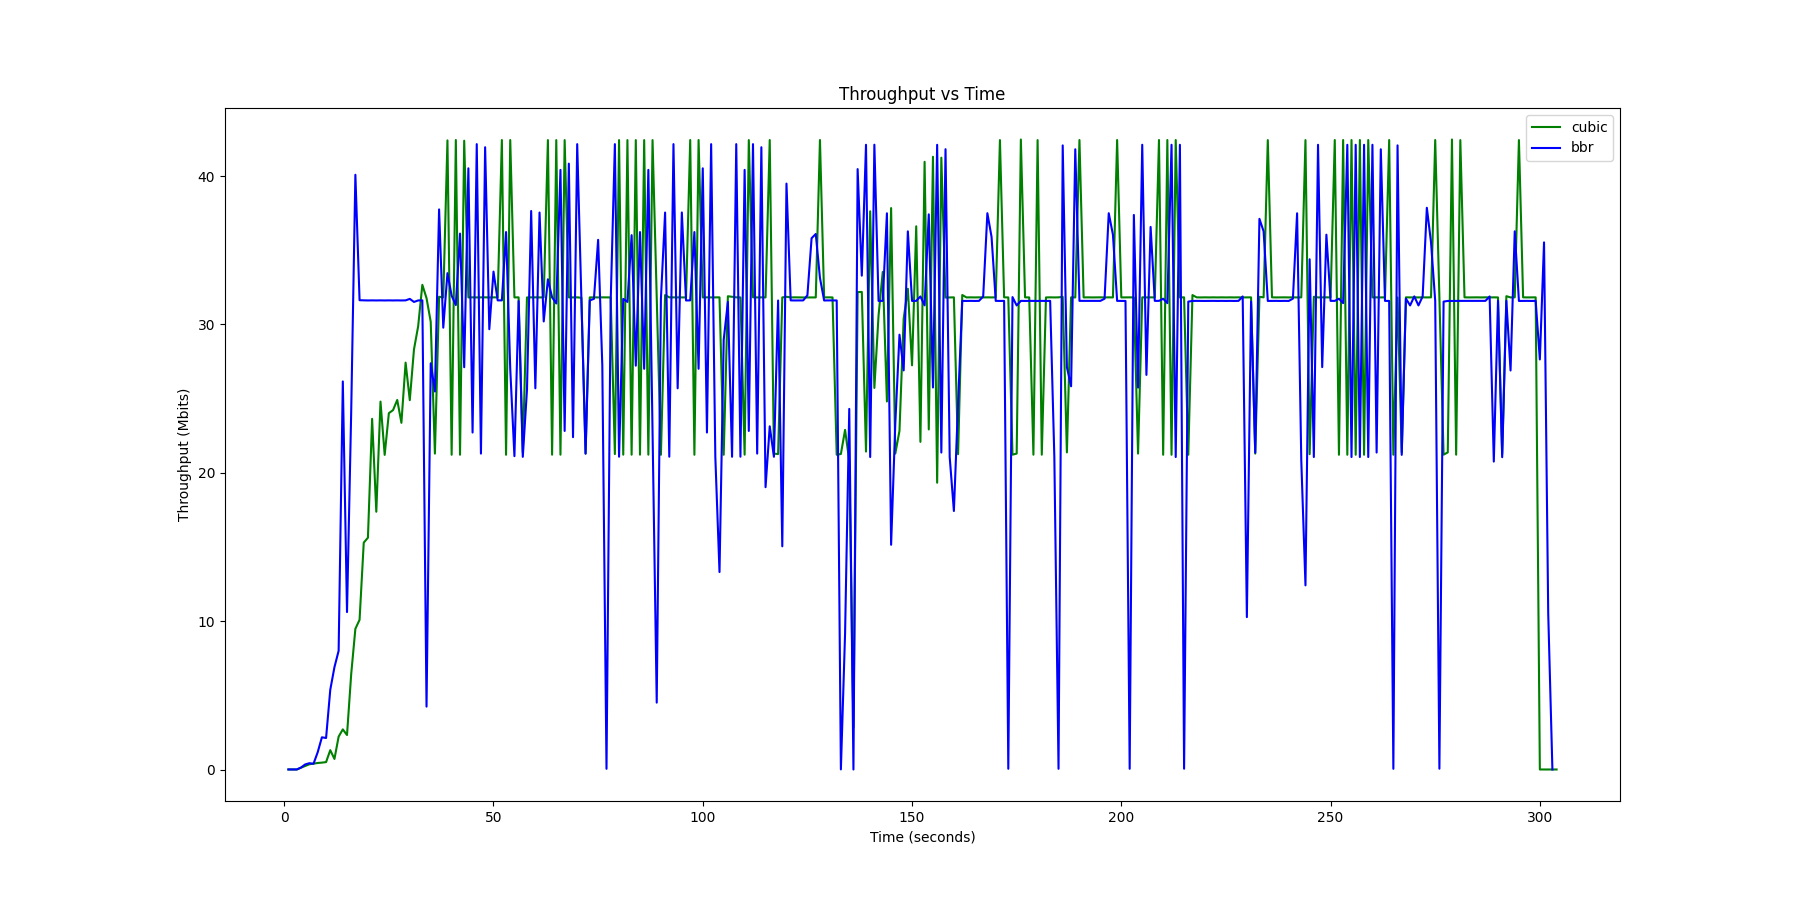 Throughput vs Time
cubic
bbr
Throughput (Mbits)
40
30
20
10
0
0 50 100 150 200 250 300
Time (seconds)